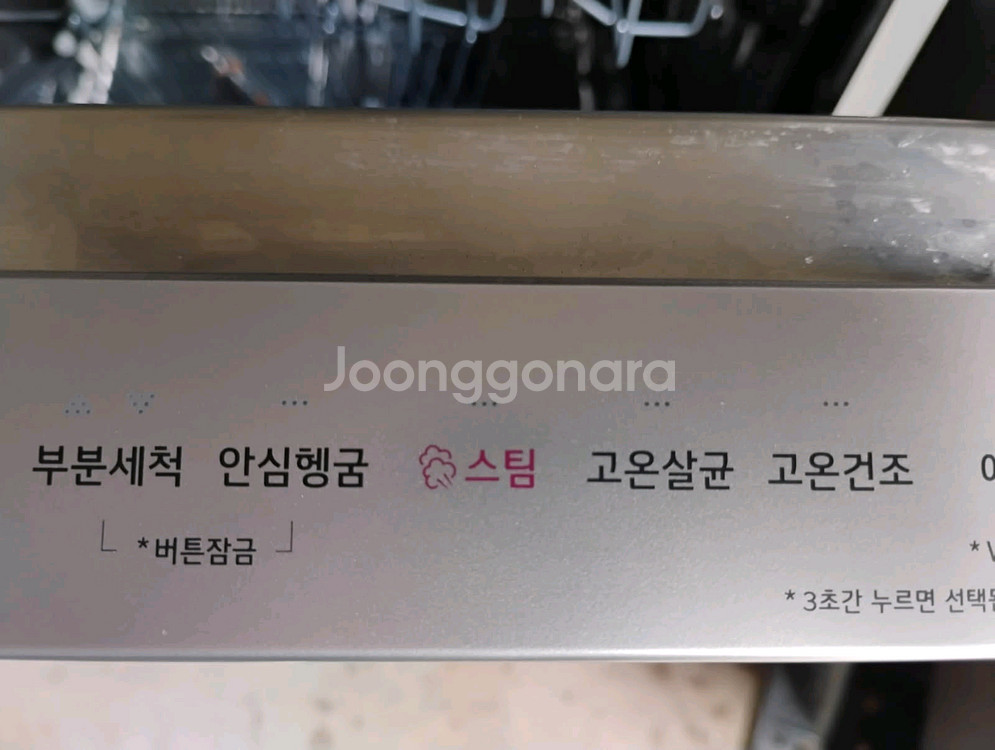 Joonggonara
부분세척 안심헹굼 스팀 고온살균 고온건조
*버튼잠금
*3초간 누르면